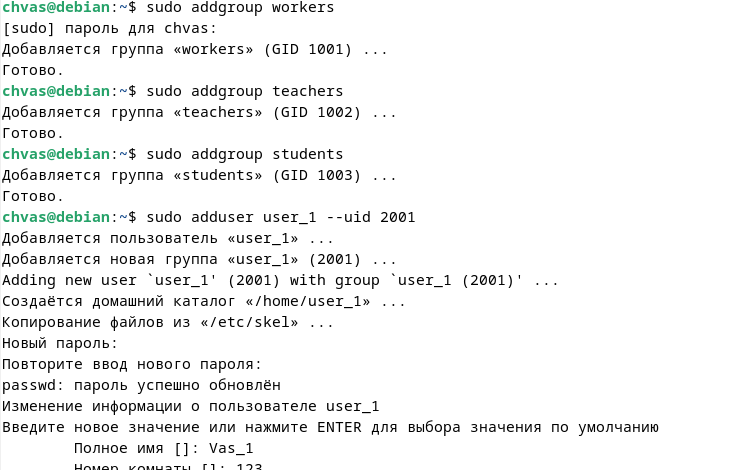 chvas@debian:~$ sudo addgroup workers
[sudo] пароль для chvas:
Добавляется группа «workers» (GID 1001) ...
Готово.
chvas@debian:~$ sudo addgroup teachers
Добавляется группа «teachers» (GID 1002) ...
Готово.
chvas@debian:~$ sudo addgroup students
Добавляется группа «students» (GID 1003) ...
Готово.
chvas@debian:~$ sudo adduser user_1 --uid 2001
Добавляется пользователь «user_1» ...
Добавляется новая группа «user_1» (2001) ...
Adding new user `user_1' (2001) with group `user_1 (2001)' ...
Создаётся домашний каталог «/home/user_1» ...
Копирование файлов из «/etc/skel» ...
Новый пароль:
Повторите ввод нового пароля:
passwd: пароль успешно обновлён
Изменение информации о пользователе user_1
Введите новое значение или нажмите ENTER для выбора значения по умолчанию
Полное имя []: Vas_1
Номер комнаты []: 123